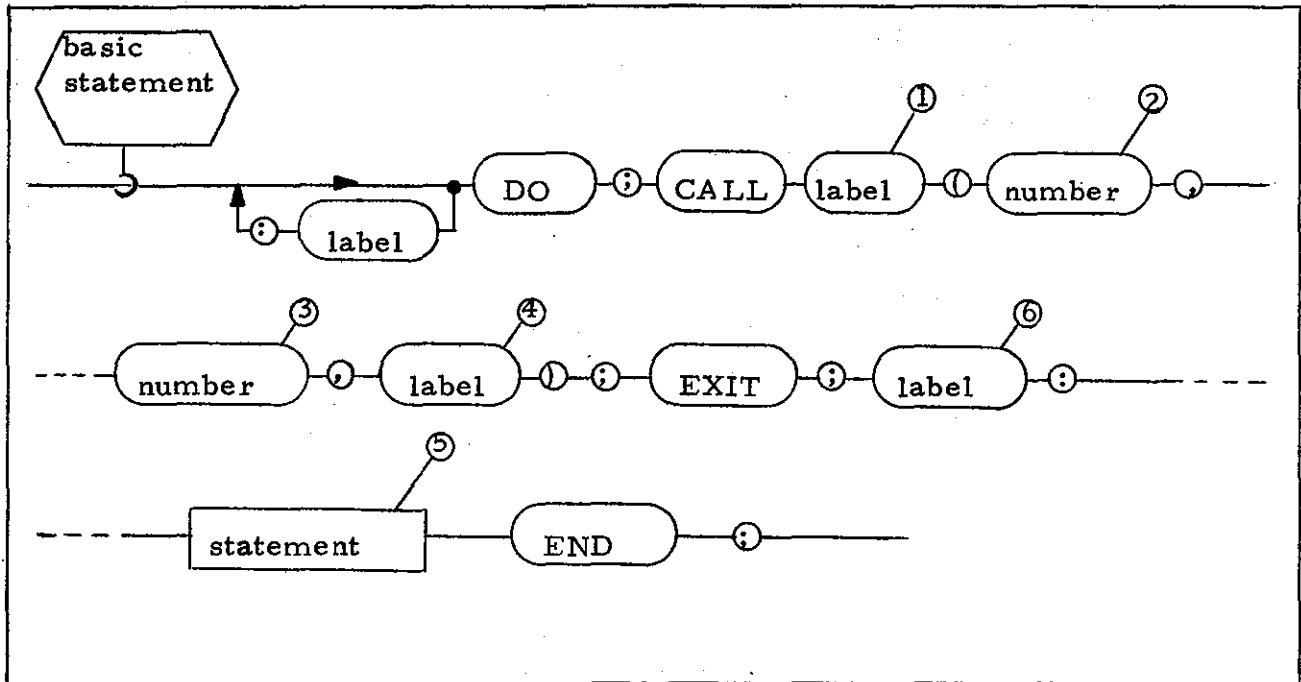 basic
statement
① ②
DO ; CALL label ( number ,
: label
③ ④ ⑥
number , label ) ; EXIT ; label :
⑤
statement END ;